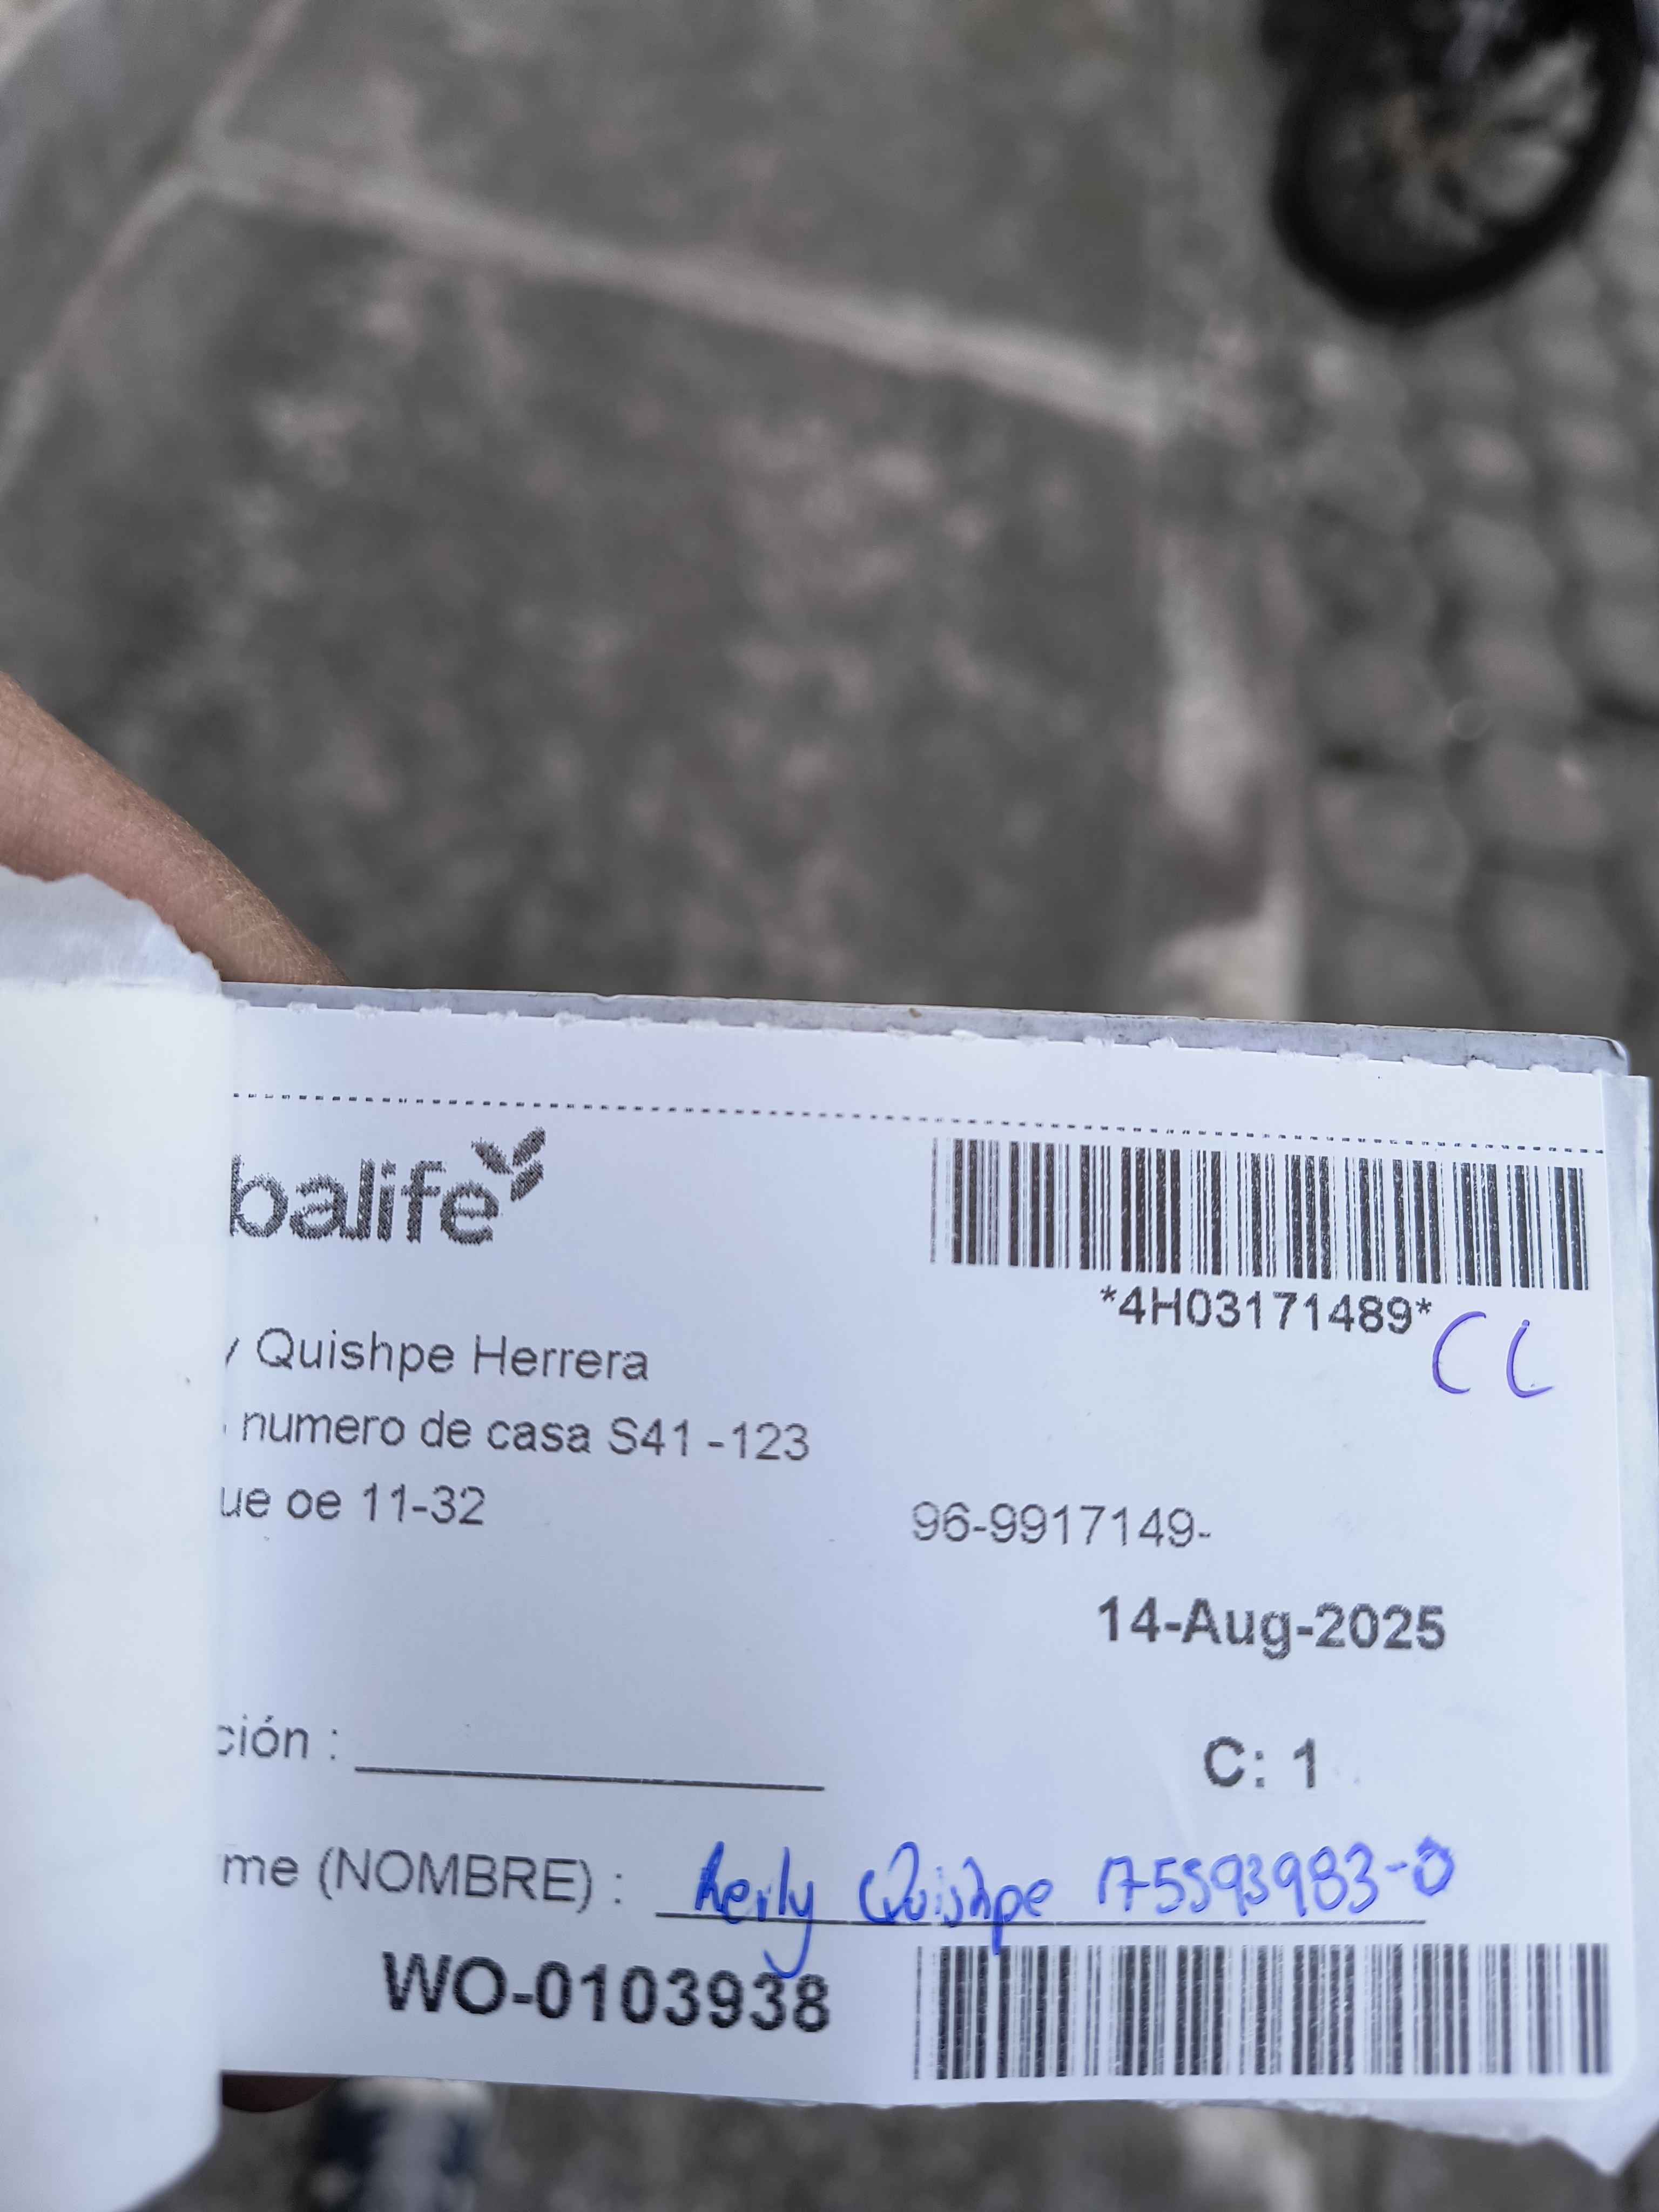 balife
*4H03171489*
CL
y Quishpe Herrera
numero de casa S41 -123
ue oe 11-32
96-9917149-
14-Aug-2025
ción :
C: 1
me (NOMBRE) : Quishpe 175593983-0
WO-0103938